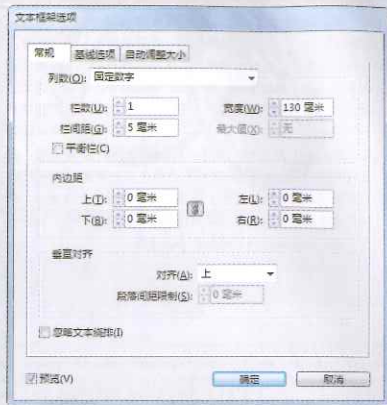 文本框架选项
常规 基线选项 自动调整大小
列数(O): 固定数字
栏数(U): 1 宽度(W): 130 毫米
栏间距(G): 5 毫米 最大值(X): 无
平衡栏(C)
内边距
上(T): 0 毫米 左(L): 0 毫米
下(B): 0 毫米 右(R): 0 毫米
垂直对齐
对齐(A): 上
段落间距限制(S): 0 毫米
忽略文本绕排(I)
预览(V) 确定 取消